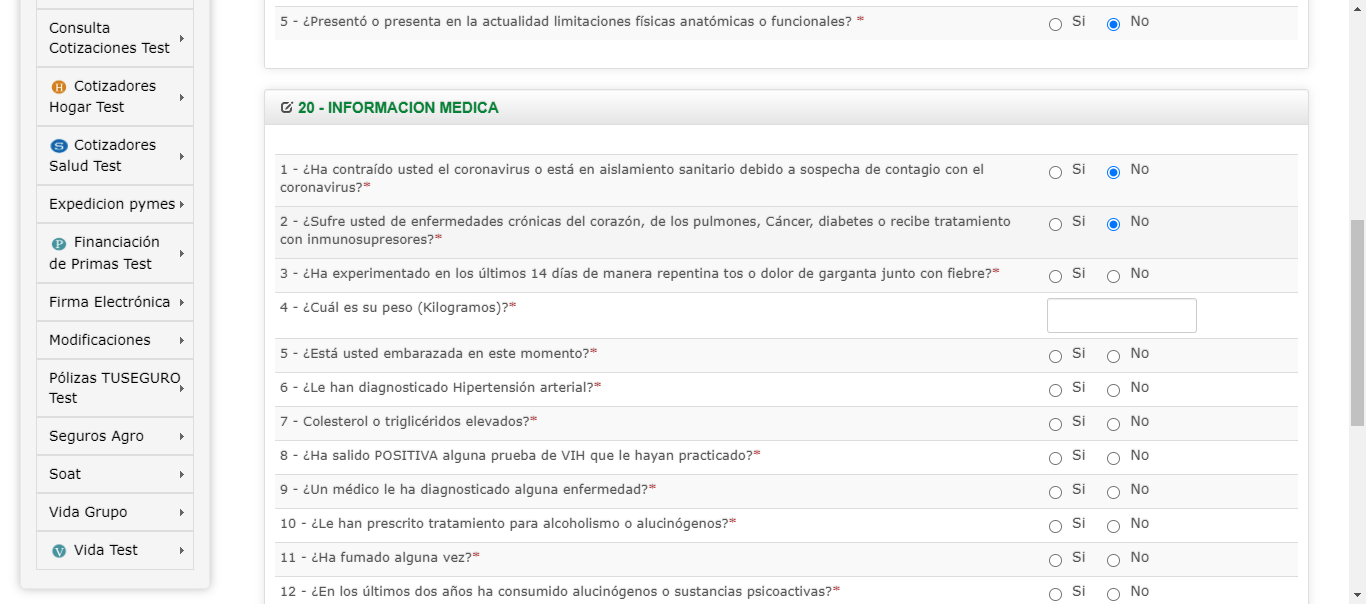 Consulta
Cotizaciones Test
H Cotizadores
Hogar Test
S Cotizadores
Salud Test
Expedicion pymes
P Financiación
de Primas Test
Firma Electrónica
Modificaciones
Pólizas TUSEGURO
Test
Seguros Agro
Soat
Vida Grupo
V Vida Test
5 - ¿Presentó o presenta en la actualidad limitaciones físicas anatómicas o funcionales? * Si No
20 - INFORMACION MEDICA
1 - ¿Ha contraído usted el coronavirus o está en aislamiento sanitario debido a sospecha de contagio con el Si No
coronavirus?*
2 - ¿Sufre usted de enfermedades crónicas del corazón, de los pulmones, Cáncer, diabetes o recibe tratamiento Si No
con inmunosupresores?*
3 - ¿Ha experimentado en los últimos 14 días de manera repentina tos o dolor de garganta junto con fiebre?* Si No
4 - ¿Cuál es su peso (Kilogramos)?*
5 - ¿Está usted embarazada en este momento?* Si No
6 - ¿Le han diagnosticado Hipertensión arterial?* Si No
7 - Colesterol o triglicéridos elevados?* Si No
8 - ¿Ha salido POSITIVA alguna prueba de VIH que le hayan practicado?* Si No
9 - ¿Un médico le ha diagnosticado alguna enfermedad?* Si No
10 - ¿Le han prescrito tratamiento para alcoholismo o alucinógenos?* Si No
11 - ¿Ha fumado alguna vez?* Si No
12 - ¿En los últimos dos años ha consumido alucinógenos o sustancias psicoactivas?* Si No